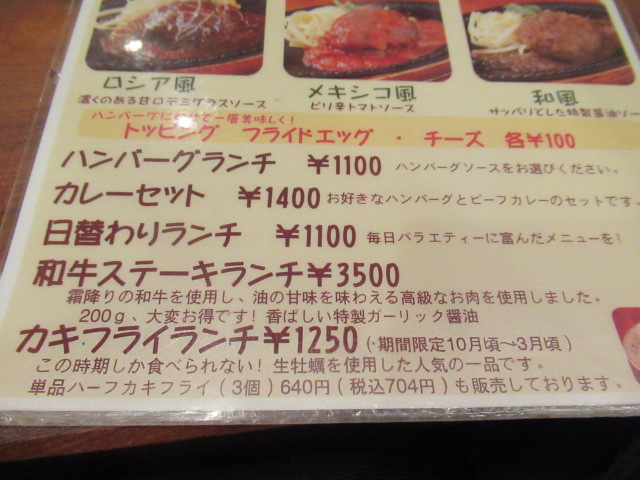 ロシア風
メキシコ風
和風
濃くのある甘口デミグラスソース
ピリ辛トマトソース
サッパリとした特製醤油ソー
ハンバーグに 一層美味しく！
トッピング フライドエッグ ・ チーズ 各¥100
ハンバーグランチ ¥1100 ハンバーグソースをお選びください。
カレーセット ¥1400 お好きなハンバーグとビーフカレーのセットです。
日替わりランチ ¥1100 毎日バラエティーに富んだメニューを！
和牛ステーキランチ¥3500
霜降りの和牛を使用し、油の甘味を味わえる高級なお肉を使用しました。
200g、大変お得です！香ばしい特製ガーリック醤油
カキフライランチ¥1250（・期間限定10月頃～3月頃）
この時期しか食べられない！生牡蠣を使用した人気の一品です。
単品ハーフカキフライ（3個）640円（税込704円）も販売しております。